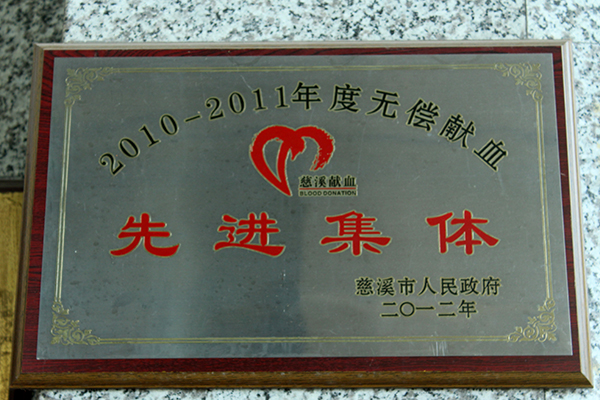 2010-2011年度无偿献血
慈溪献血
BLOOD DONATION
先进集体
慈溪市人民政府
二〇一二年